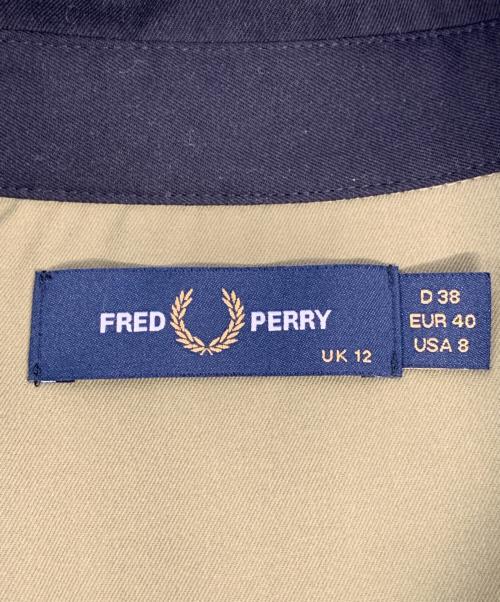 FRED PERRY
UK 12
D 38
EUR 40
USA 8